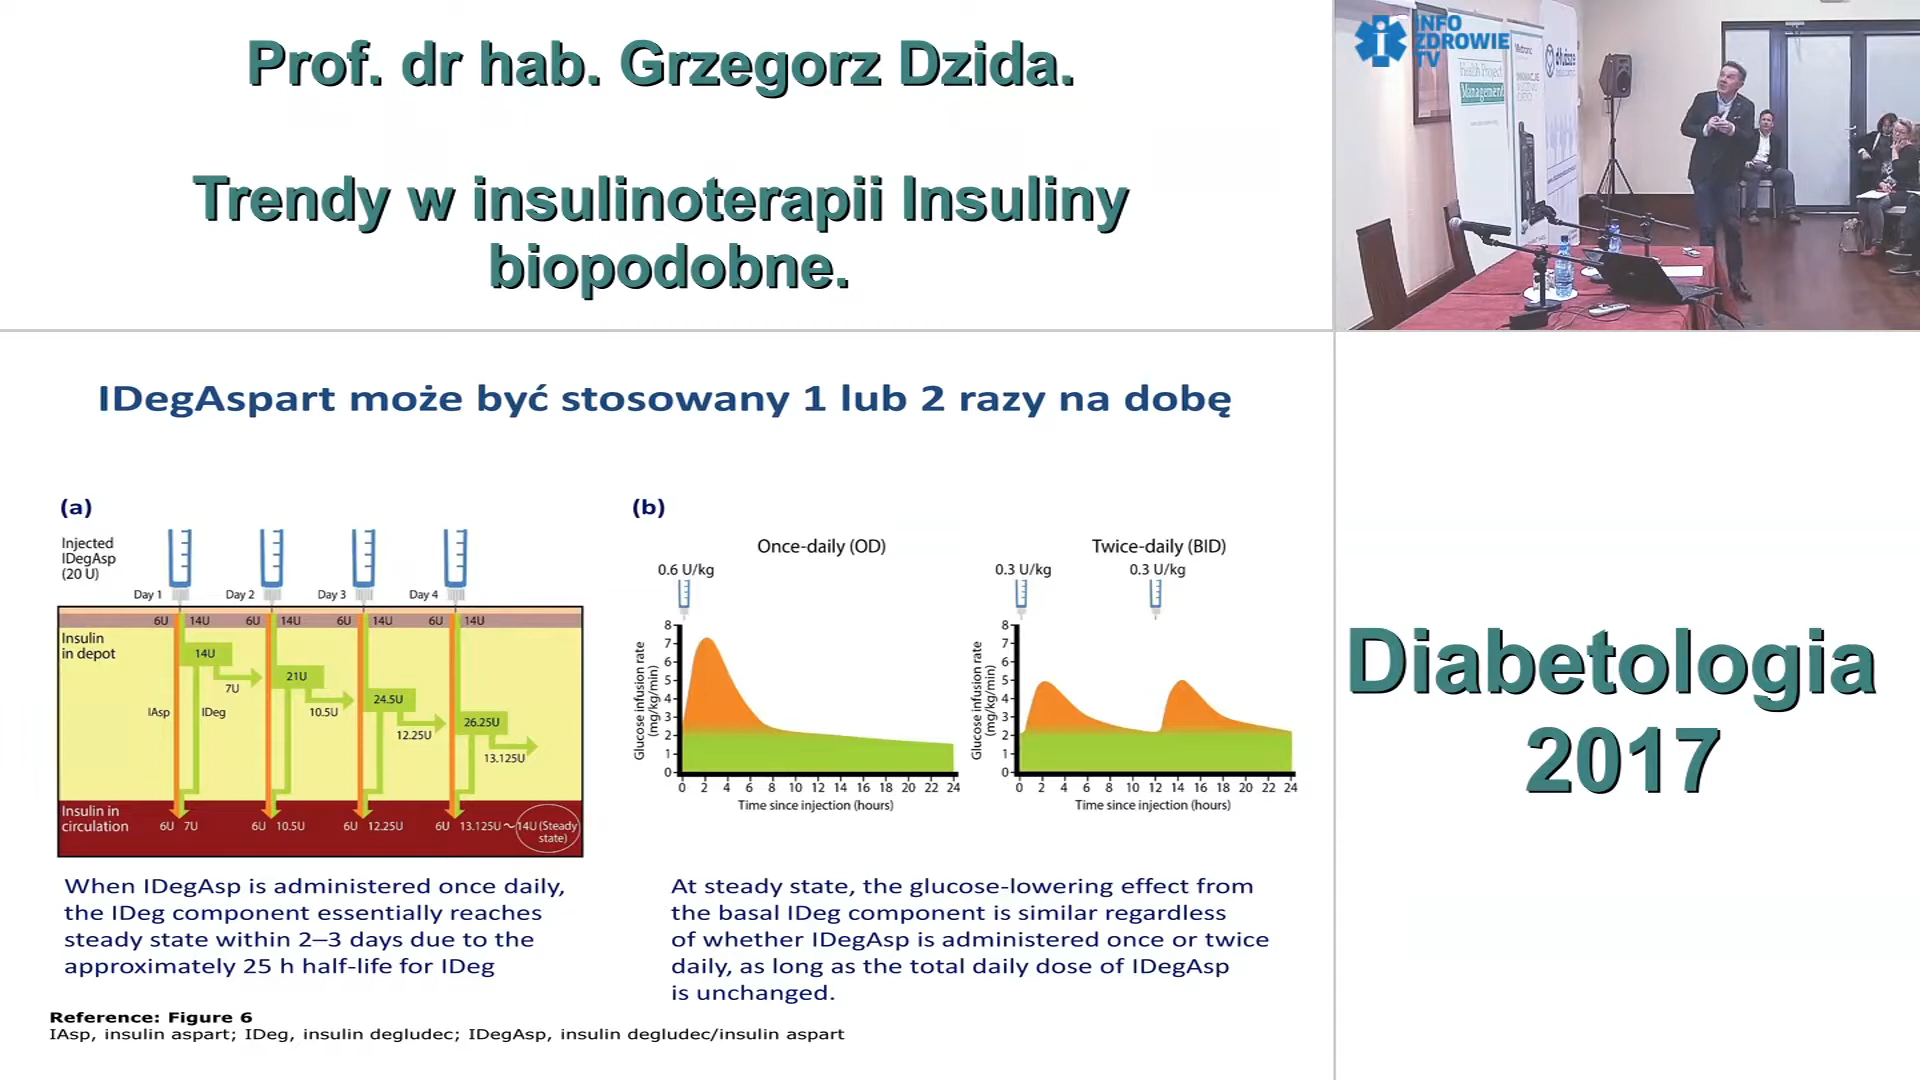 Prof. dr hab. Grzegorz Dzida.
Trendy w insulinoterapii Insuliny
biopodobne.
INFO
ZDROWIE
TV
Health Project
Management
Medtronic
IDegAspart może być stosowany 1 lub 2 razy na dobę
(a)
Injected
IDegAsp
(20 U)
Day 1
Day 2
Day 3
Day 4
6U 14U 6U 14U 6U 14U 6U 14U
Insulin
in depot
14U
7U
21U
10.5U
24.5U
12.25U
26.25U
13.125U
IAsp
IDeg
Insulin in
circulation
6U 7U 6U 10.5U 6U 12.25U 6U 13.125U ~14U (Steady
state)
When IDegAsp is administered once daily,
the IDeg component essentially reaches
steady state within 2–3 days due to the
approximately 25 h half-life for IDeg
(b)
Once-daily (OD)
0.6 U/kg
Glucose infusion rate
(mg/kg/min)
8
7
6
5
4
3
2
1
0
0 2 4 6 8 10 12 14 16 18 20 22 24
Time since injection (hours)
Twice-daily (BID)
0.3 U/kg
0.3 U/kg
Glucose infusion rate
(mg/kg/min)
8
7
6
5
4
3
2
1
0
0 2 4 6 8 10 12 14 16 18 20 22 24
Time since injection (hours)
At steady state, the glucose-lowering effect from
the basal IDeg component is similar regardless
of whether IDegAsp is administered once or twice
daily, as long as the total daily dose of IDegAsp
is unchanged.
Reference: Figure 6
IAsp, insulin aspart; IDeg, insulin degludec; IDegAsp, insulin degludec/insulin aspart
Diabetologia
2017